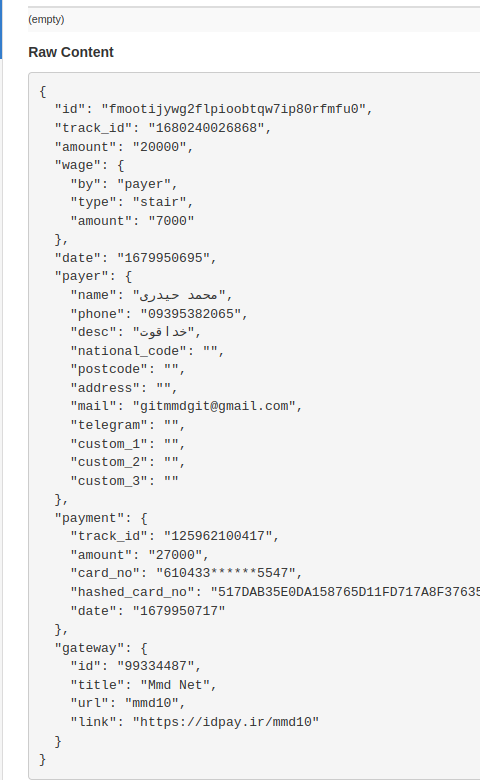 (empty)
Raw Content
{
  "id": "fmootijywg2flpioobtqw7ip80rfmfu0",
  "track_id": "1680240026868",
  "amount": "20000",
  "wage": {
    "by": "payer",
    "type": "stair",
    "amount": "7000"
  },
  "date": "1679950695",
  "payer": {
    "name": "محمد حیدری",
    "phone": "09395382065",
    "desc": "خداقوت",
    "national_code": "",
    "postcode": "",
    "address": "",
    "mail": "gitmmdgit@gmail.com",
    "telegram": "",
    "custom_1": "",
    "custom_2": "",
    "custom_3": ""
  },
  "payment": {
    "track_id": "125962100417",
    "amount": "27000",
    "card_no": "610433******5547",
    "hashed_card_no": "517DAB35E0DA158765D11FD717A8F37635
    "date": "1679950717"
  },
  "gateway": {
    "id": "99334487",
    "title": "Mmd Net",
    "url": "mmd10",
    "link": "https://idpay.ir/mmd10"
  }
}